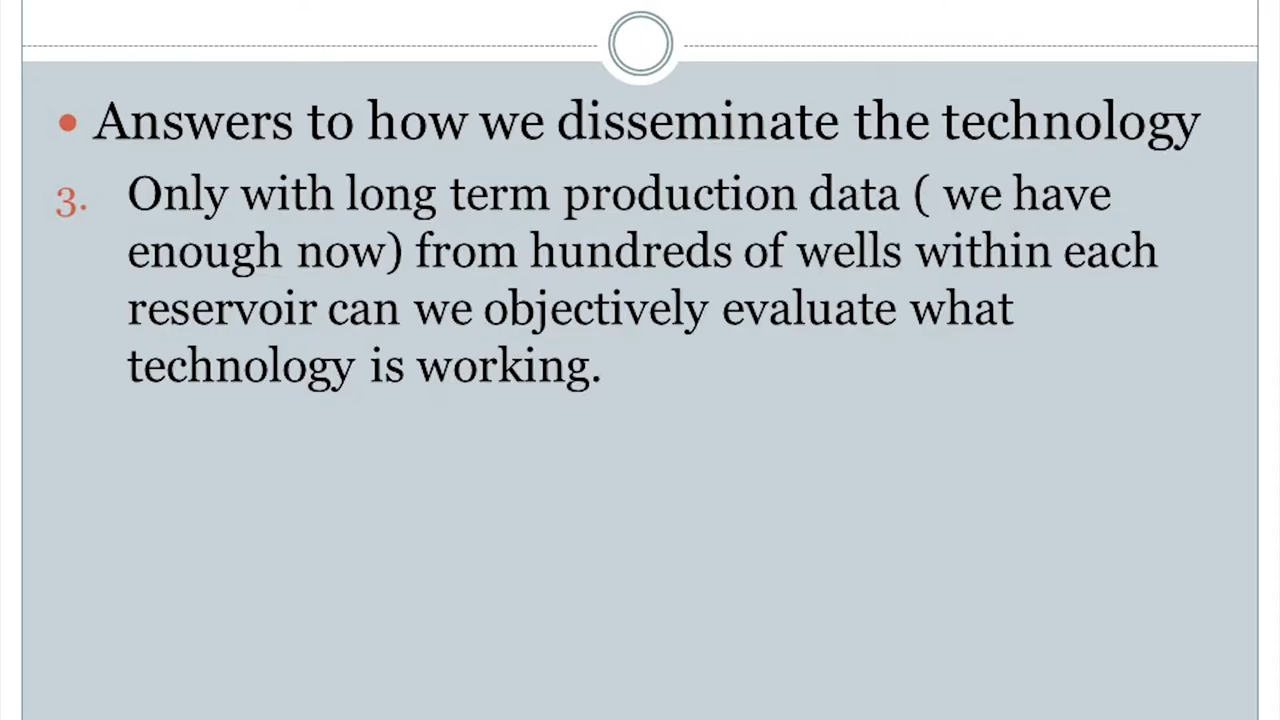 • Answers to how we disseminate the technology
3. Only with long term production data ( we have
enough now) from hundreds of wells within each
reservoir can we objectively evaluate what
technology is working.